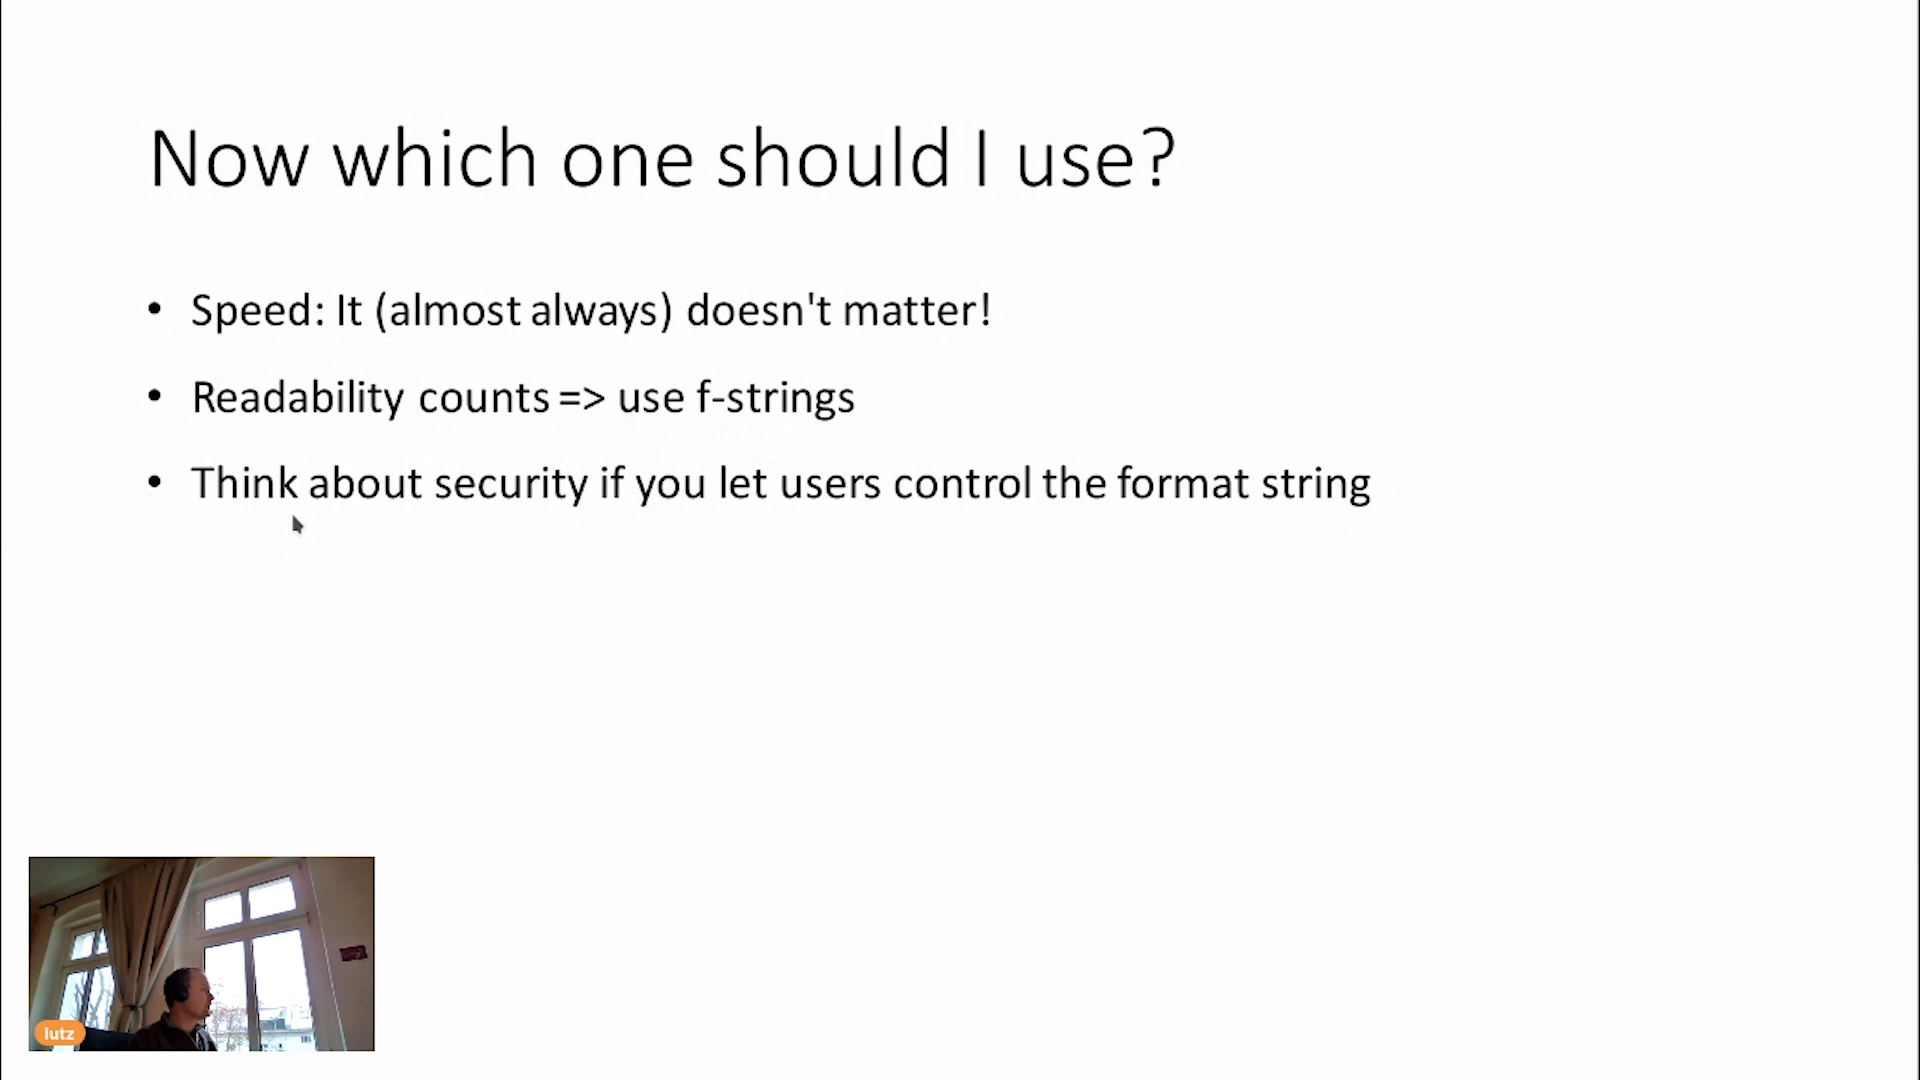 Now which one should I use?
• Speed: It (almost always) doesn't matter!
• Readability counts => use f-strings
• Think about security if you let users control the format string
lutz